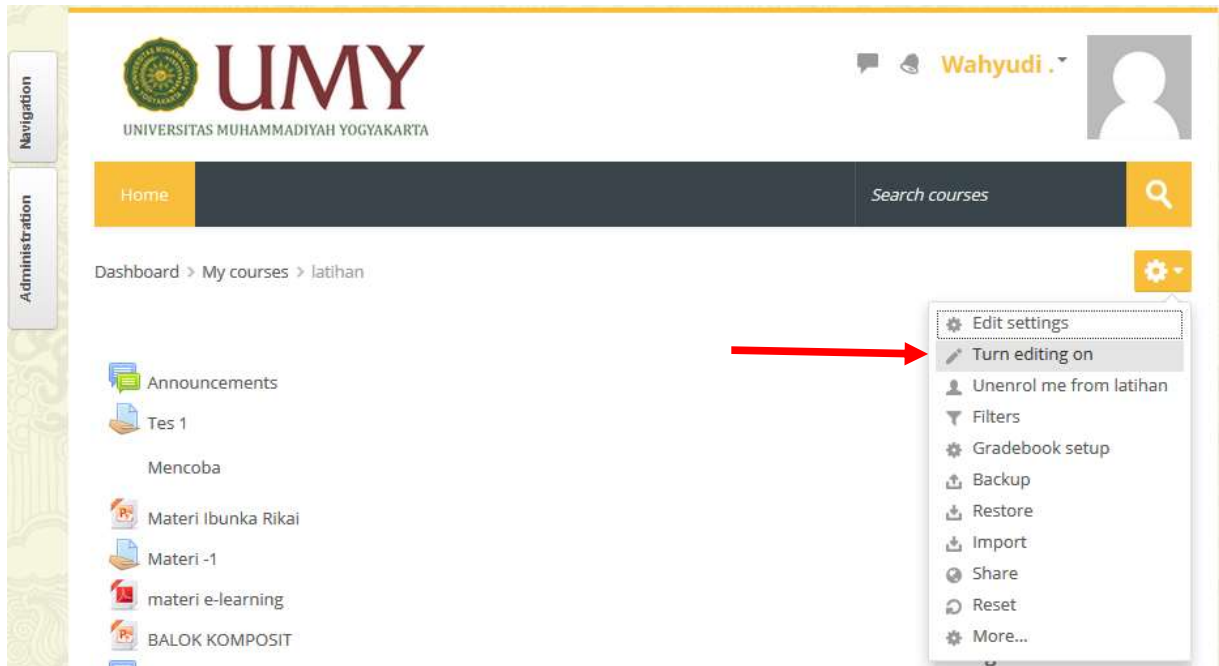 Navigation
Administration
UMY
UNIVERSITAS MUHAMMADIYAH YOGYAKARTA
Wahyudi .
Home
Search courses
Dashboard > My courses > latihan
Edit settings
Turn editing on
Unenrol me from latihan
Filters
Gradebook setup
Backup
Restore
Import
Share
Reset
More...
Announcements
Tes 1
Mencoba
Materi Ibunka Rikai
Materi -1
materi e-learning
BALOK KOMPOSIT